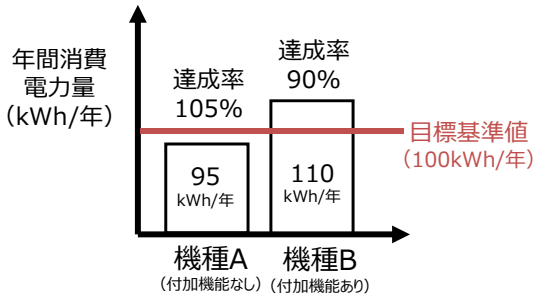 年間消費
電力量
（kWh/年）
達成率
105%
達成率
90%
目標基準値
（100kWh/年）
95
kWh/年
110
kWh/年
機種A
（付加機能なし）
機種B
（付加機能あり）